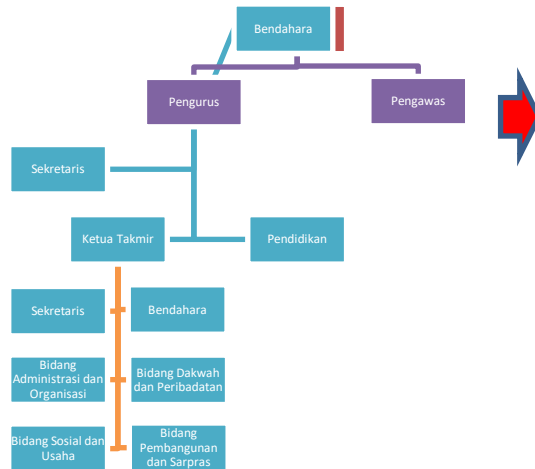 Bendahara
Pengurus
Pengawas
Sekretaris
Ketua Takmir
Pendidikan
Sekretaris
Bendahara
Bidang
Administrasi dan
Organisasi
Bidang Dakwah
dan Peribadatan
Bidang Sosial dan
Usaha
Bidang
Pembangunan
dan Sarpras